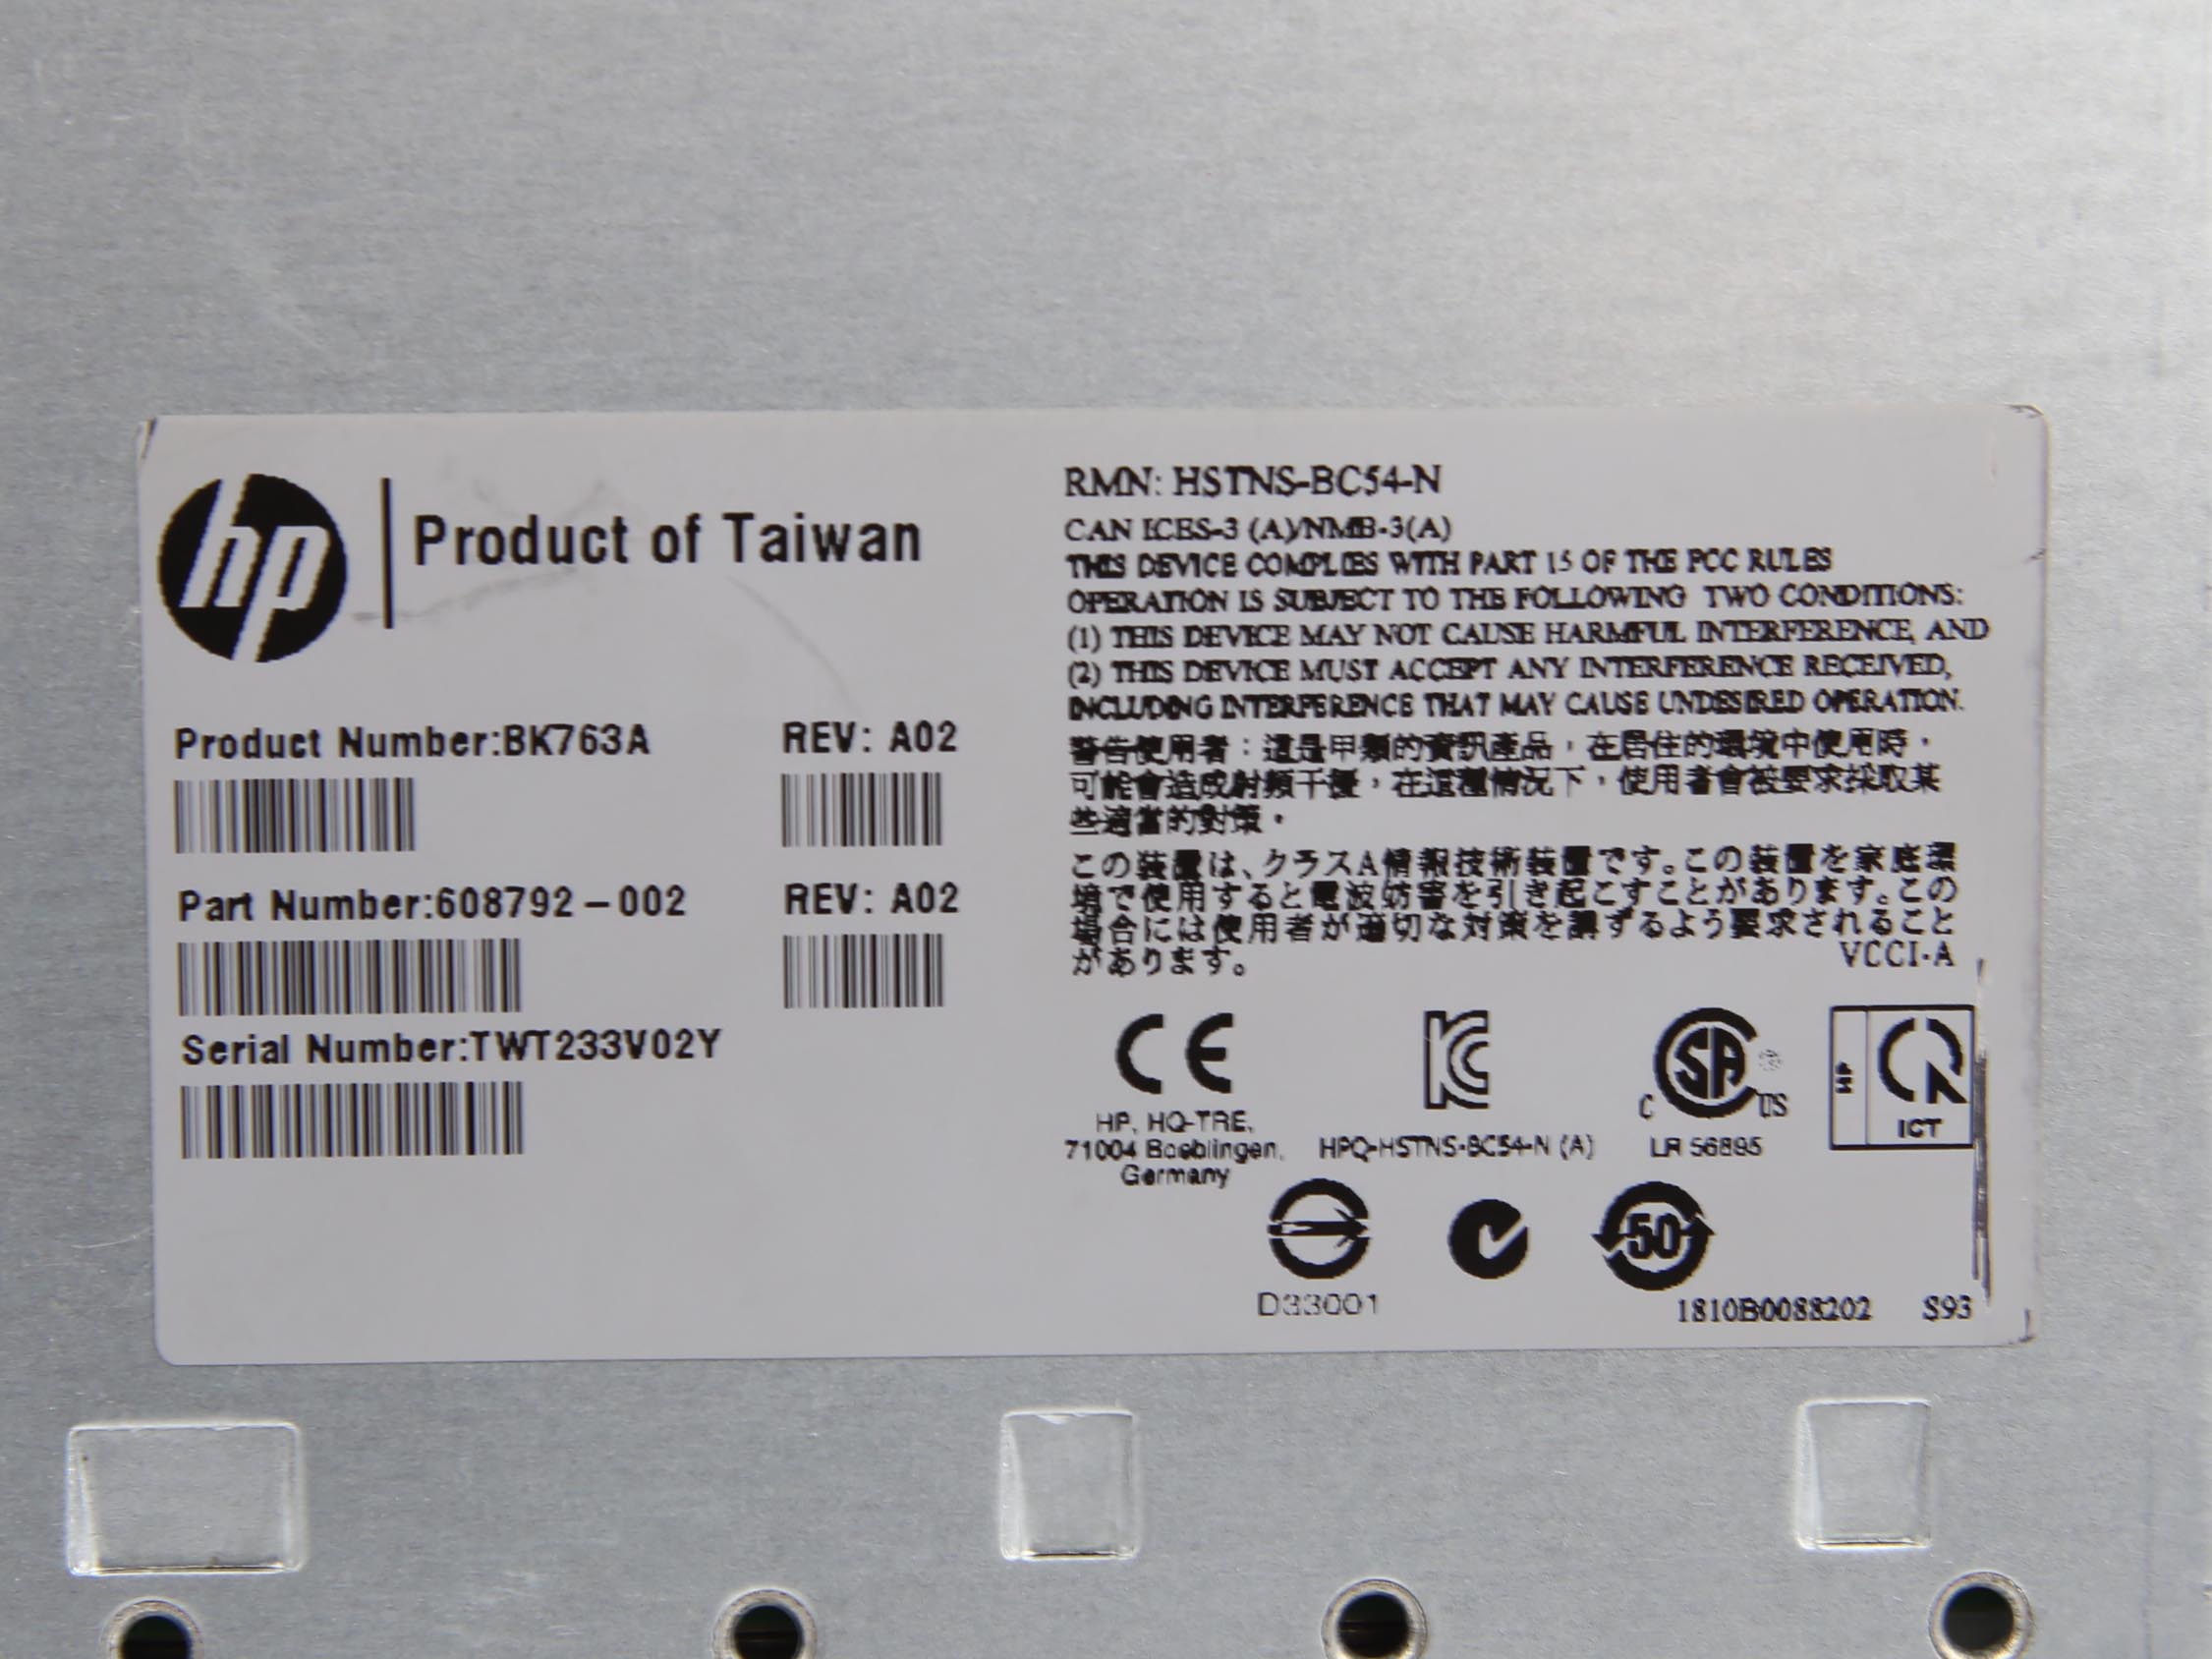 hp
Product of Taiwan
Product Number:BK763A REV: A02
Part Number:608792-002 REV: A02
Serial Number:TWT233V02Y
RMN: HSTNS-BC54-N
CAN ICES-3 (A)/NMB-3(A)
THIS DEVICE COMPLIES WITH PART 15 OF THE FCC RULES
OPERATION IS SUBJECT TO THE FOLLOWING TWO CONDITIONS:
(1) THIS DEVICE MAY NOT CAUSE HARMFUL INTERFERENCE, AND
(2) THIS DEVICE MUST ACCEPT ANY INTERFERENCE RECEIVED,
INCLUDING INTERFERENCE THAT MAY CAUSE UNDESIRED OPERATION.
警告使用者：這是甲類的資訊產品，在居住的環境中使用時，
可能會造成射頻干擾，在這種情況下，使用者會被要求採取某
些適當的對策。
この装置は、クラスA情報技術装置です。この装置を家庭環
境で使用すると電波妨害を引き起こすことがあります。この
場合には使用者が適切な対策を講ずるよう要求されること
があります。 VCCI-A
CE
HP, HQ-TRE,
71004 Boeblingen,
Germany
KC
HPQ-HSTNS-BC54-N (A)
C SA ® US
LR 56895
HP
ICT
D33001
50
1810B0088202 S93